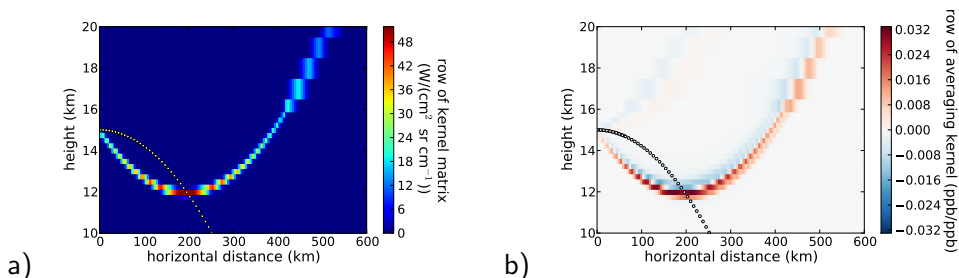 a)
20
18
16
14
12
10
height (km)
0 100 200 300 400 500 600
horizontal distance (km)
48
42
36
30
24
18
12
6
0
row of kernel matrix
(W/(cm² sr cm⁻¹))
b)
20
18
16
14
12
10
height (km)
0 100 200 300 400 500 600
horizontal distance (km)
0.032
0.024
0.016
0.008
0.000
−0.008
−0.016
−0.024
−0.032
row of averaging kernel (ppb/ppb)